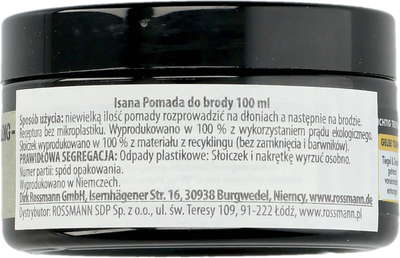 Isana Pomada do brody 100 ml
Sposób użycia: niewielką ilość pomady rozprowadzić na dłoniach a następnie na brodzie.
Receptura bez mikroplastiku. Wyprodukowano w 100 % z wykorzystaniem prądu ekologicznego.
Słoiczek wyprodukowano w 100 % z materiału z recyklingu (bez zamknięcia i barwników).
PRAWIDŁOWA SEGREGACJA: Odpady plastikowe: Słoiczek i nakrętkę wyrzuć osobno.
Numer partii: spód opakowania.
Wyprodukowano w Niemczech.
Dirk Rossmann GmbH, Isernhägener Str. 16, 30938 Burgwedel, Niemcy, www.rossmann.de
Dystrybutor: ROSSMANN SDP Sp. z o.o., ul. św. Teresy 109, 91-222 Łódź, www.rossmann.pl